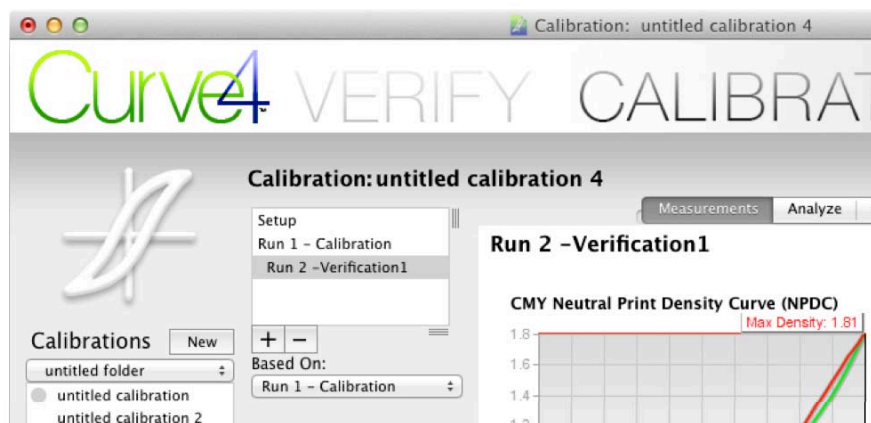 Calibration: untitled calibration 4
Curve4™ VERIFY CALIBRA
Calibration: untitled calibration 4
Setup
Run 1 – Calibration
Run 2 –Verification1
+ –
Based On:
Run 1 – Calibration
Calibrations New
untitled folder
untitled calibration
untitled calibration 2
Measurements Analyze
Run 2 –Verification1
CMY Neutral Print Density Curve (NPDC)
Max Density: 1.81
1.8
1.6
1.4